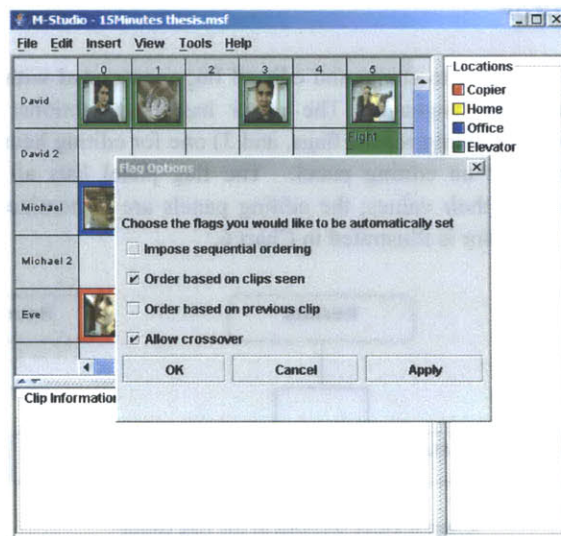 M-Studio - 15Minutes thesis.msf
File Edit Insert View Tools Help
0 1 2 3 4 5
David
Fight
David 2
Michael
Michael 2
Eve
Locations
Copier
Home
Office
Elevator
Flag Options
Choose the flags you would like to be automatically set
Impose sequential ordering
Order based on clips seen
Order based on previous clip
Allow crossover
OK Cancel Apply
Clip Information